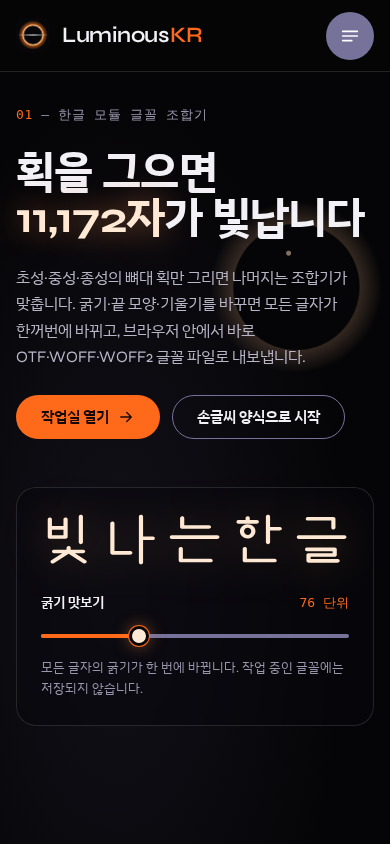 LuminousKR
01 — 한글 모듈 글꼴 조합기
획을 그으면
11,172자가 빛납니다
초성·중성·종성의 뼈대 획만 그리면 나머지는 조합기가
맞춥니다. 굵기·끝 모양·기울기를 바꾸면 모든 글자가
한꺼번에 바뀌고, 브라우저 안에서 바로
OTF·WOFF·WOFF2 글꼴 파일로 내보냅니다.
작업실 열기 →
손글씨 양식으로 시작
빛나는한글
굵기 맛보기
76 단위
모든 글자의 굵기가 한 번에 바뀝니다. 작업 중인 글꼴에는
저장되지 않습니다.